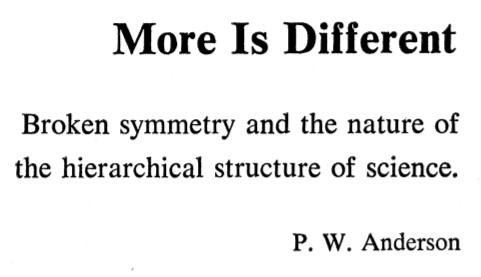 More Is Different
Broken symmetry and the nature of
the hierarchical structure of science.
P. W. Anderson